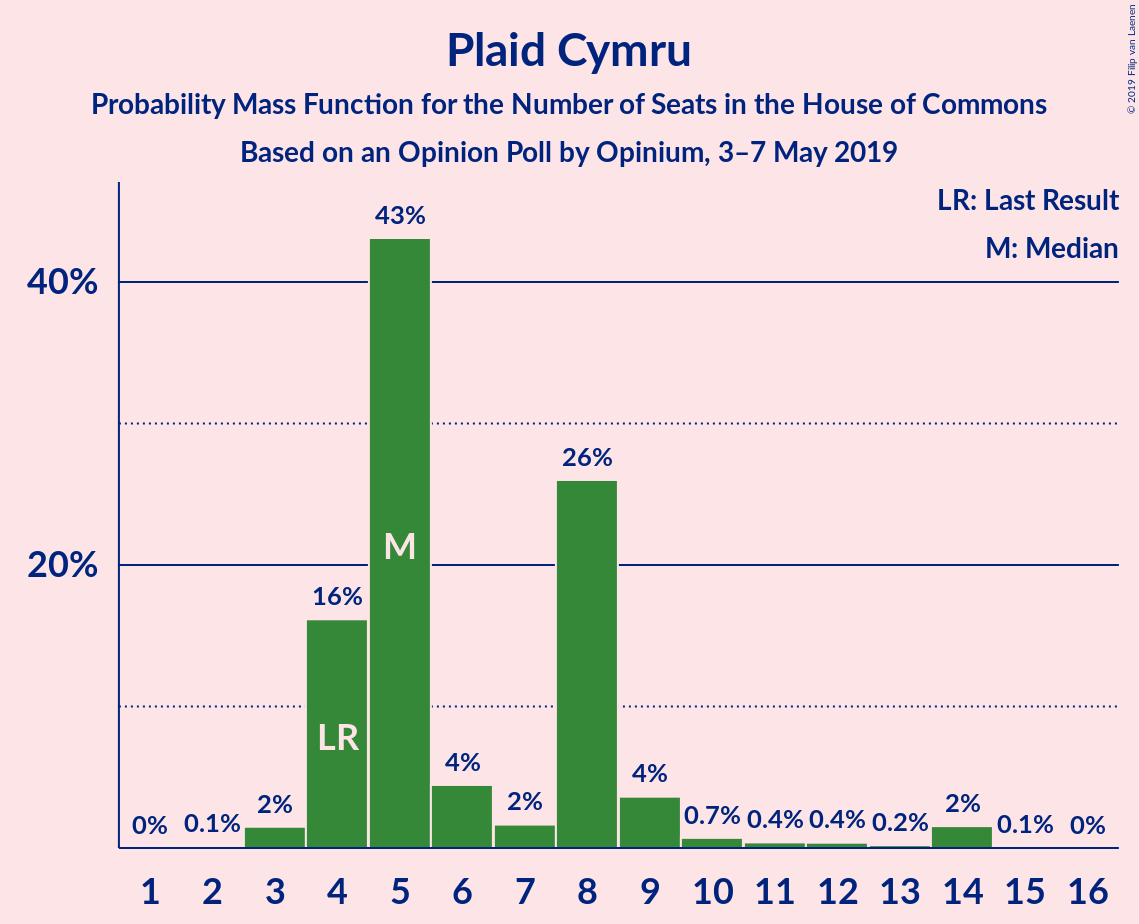 Plaid Cymru
Probability Mass Function for the Number of Seats in the House of Commons
Based on an Opinion Poll by Opinium, 3–7 May 2019
© 2019 Filip van Laenen
LR: Last Result
M: Median
40%
20%
0%
0.1%
2%
16%
43%
4%
2%
26%
4%
0.7%
0.4%
0.4%
0.2%
2%
0.1%
0%
LR
M
1 2 3 4 5 6 7 8 9 10 11 12 13 14 15 16